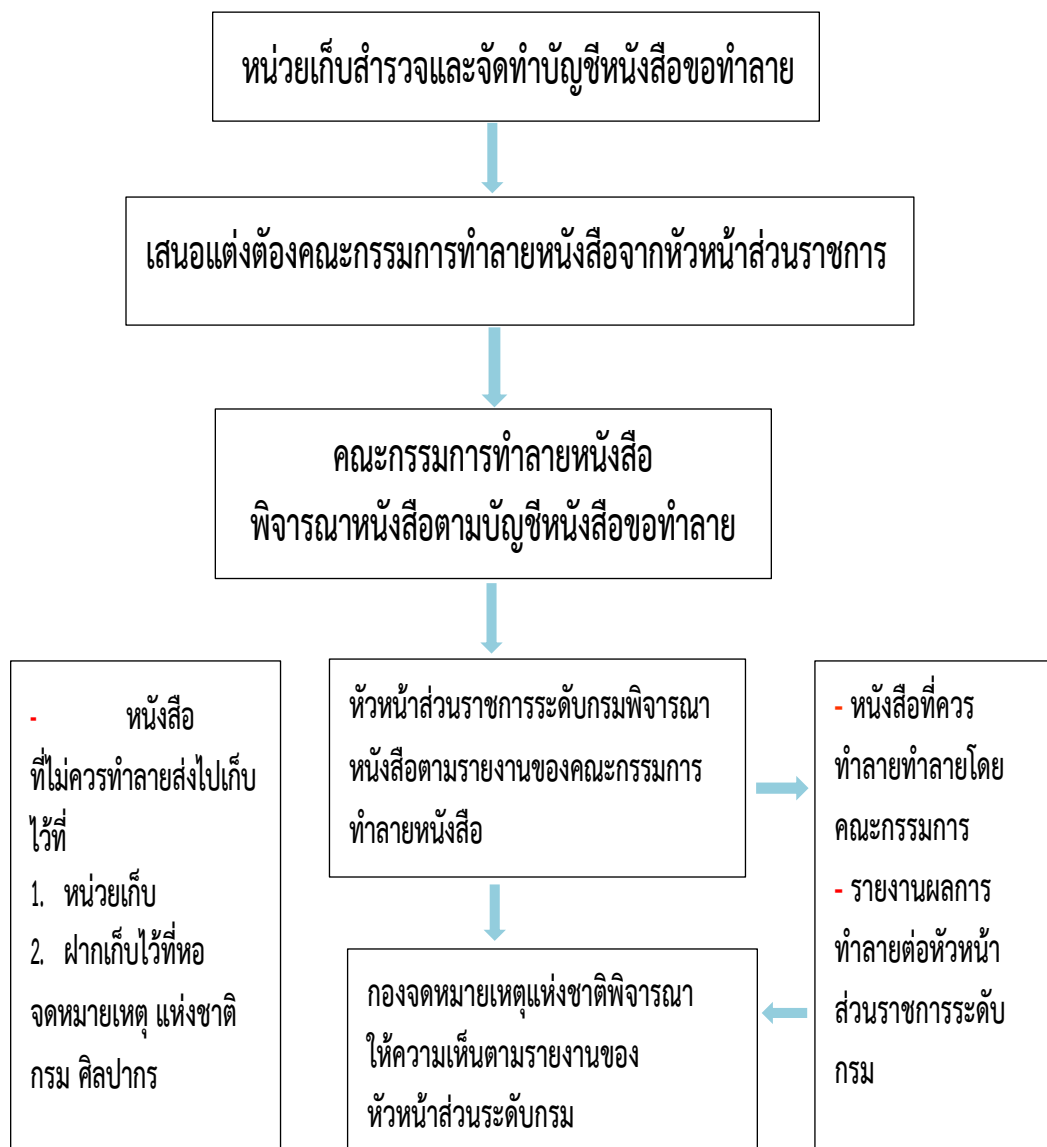 หน่วยเก็บสำรวจและจัดทำบัญชีหนังสือขอทำลาย
เสนอแต่งตั้องคณะกรรมการทำลายหนังสือจากหัวหน้าส่วนราชการ
คณะกรรมการทำลายหนังสือ
พิจารณาหนังสือตามบัญชีหนังสือขอทำลาย
- หนังสือ
ที่ไม่ควรทำลายส่งไปเก็บ
ไว้ที่
1. หน่วยเก็บ
2. ฝากเก็บไว้ที่หอ
จดหมายเหตุ แห่งชาติ
กรม ศิลปากร
หัวหน้าส่วนราชการระดับกรมพิจารณา
หนังสือตามรายงานของคณะกรรมการ
ทำลายหนังสือ
- หนังสือที่ควร
ทำลายทำลายโดย
คณะกรรมการ
- รายงานผลการ
ทำลายต่อหัวหน้า
ส่วนราชการระดับ
กรม
กองจดหมายเหตุแห่งชาติพิจารณา
ให้ความเห็นตามรายงานของ
หัวหน้าส่วนระดับกรม